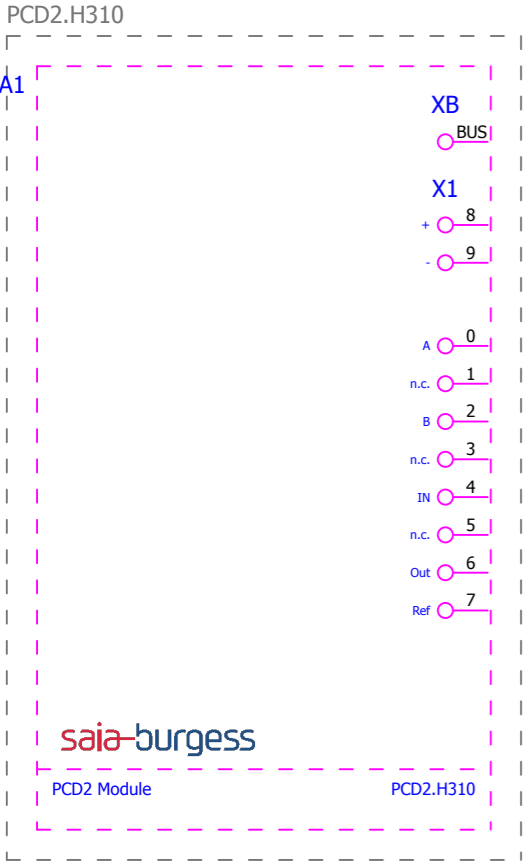 PCD2.H310
A1
XB
BUS
X1
+ 8
- 9
A 0
n.c. 1
B 2
n.c. 3
IN 4
n.c. 5
Out 6
Ref 7
saia-burgess
PCD2 Module PCD2.H310